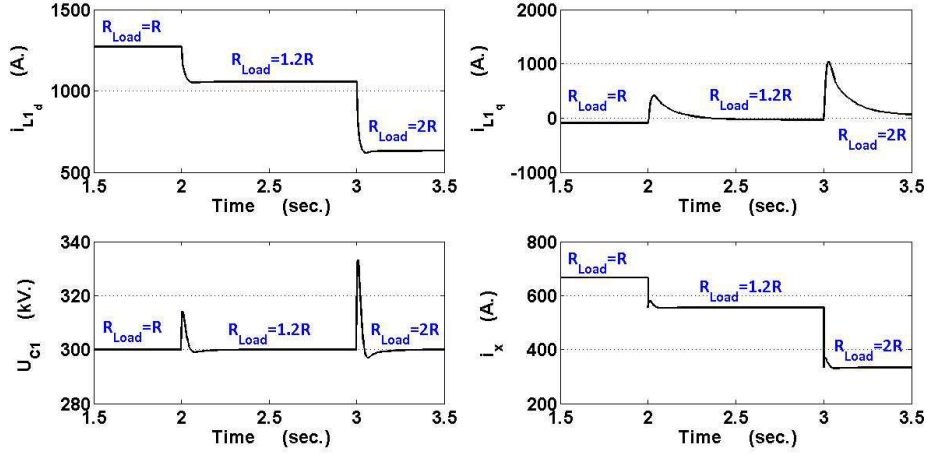 i_L1_d (A.)
1500
1000
500
R_Load=R
R_Load=1.2R
R_Load=2R
1.5 2 2.5 3 3.5
Time (sec.)
i_L1_q (A.)
2000
1000
0
-1000
R_Load=R
R_Load=1.2R
R_Load=2R
1.5 2 2.5 3 3.5
Time (sec.)
U_C1 (kV.)
340
320
300
280
R_Load=R
R_Load=1.2R
R_Load=2R
1.5 2 2.5 3 3.5
Time (sec.)
i_x (A.)
800
600
400
200
R_Load=R
R_Load=1.2R
R_Load=2R
1.5 2 2.5 3 3.5
Time (sec.)